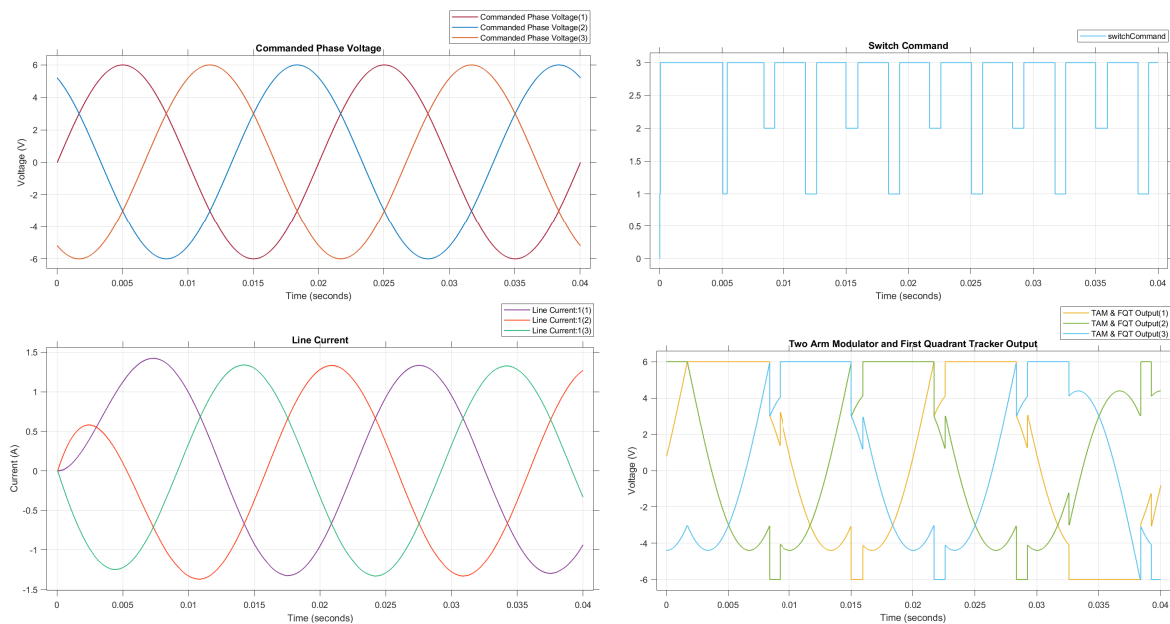 Commanded Phase Voltage(1)
Commanded Phase Voltage(2)
Commanded Phase Voltage(3)
Commanded Phase Voltage
6
4
2
0
-2
-4
-6
Voltage (V)
0 0.005 0.01 0.015 0.02 0.025 0.03 0.035 0.04
Time (seconds)
switchCommand
Switch Command
3
2.5
2
1.5
1
0.5
0
0 0.005 0.01 0.015 0.02 0.025 0.03 0.035 0.04
Time (seconds)
Line Current:1(1)
Line Current:1(2)
Line Current:1(3)
Line Current
1.5
1
0.5
0
-0.5
-1
-1.5
Current (A)
0 0.005 0.01 0.015 0.02 0.025 0.03 0.035 0.04
Time (seconds)
TAM & FQT Output(1)
TAM & FQT Output(2)
TAM & FQT Output(3)
Two Arm Modulator and First Quadrant Tracker Output
6
4
2
0
-2
-4
-6
Voltage (V)
0 0.005 0.01 0.015 0.02 0.025 0.03 0.035 0.04
Time (seconds)